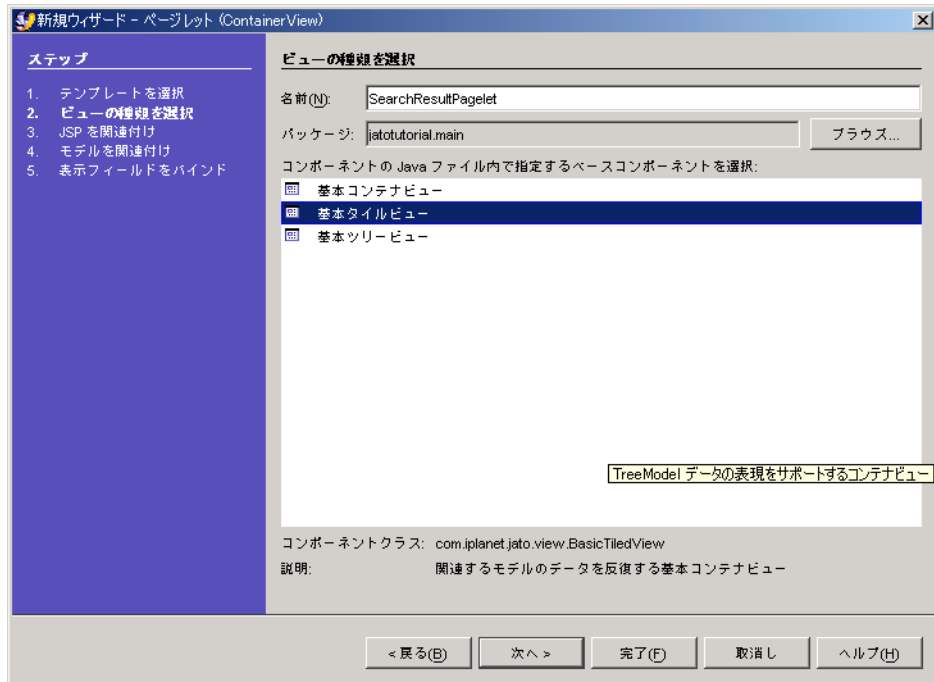 新規ウィザード - ページレット (ContainerView)
ステップ
1. テンプレートを選択
2. ビューの種類を選択
3. JSP を関連付け
4. モデルを関連付け
5. 表示フィールドをバインド
ビューの種類を選択
名前(N): SearchResultPagelet
パッケージ: jatotutorial.main ブラウズ...
コンポーネントの Java ファイル内で指定するベースコンポーネントを選択:
基本コンテナビュー
基本タイルビュー
基本ツリービュー
TreeModel データの表現をサポートするコンテナビュー
コンポーネントクラス: com.iplanet.jato.view.BasicTiledView
説明: 関連するモデルのデータを反復する基本コンテナビュー
< 戻る(B) 次へ > 完了(F) 取消し ヘルプ(H)